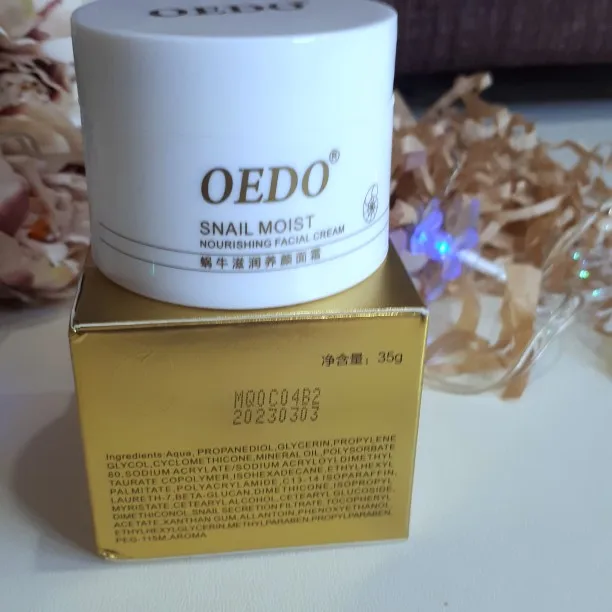 OEDO
OEDO®
SNAIL MOIST
NOURISHING FACIAL CREAM
蜗牛滋润养颜面霜
净含量: 35g
MQ0C04B2
20230303
Ingredients:Aqua, PROPANEDIOL,GLYCERIN,PROPYLENE
GLYCOL,CYCLOMETHICONE,MINERAL OIL,POLYSORBATE
60,SODIUM ACRYLATE/SODIUM ACRYLOYLDIMETHYL
TAURATE COPOLYMER,ISOHEXADECANE,ETHYLHEXYL
PALMITATE,POLYACRYLAMIDE,C13-14 ISOPARAFFIN,
LAURETH-7,BETA-GLUCAN,DIMETHICONE,ISOPROPYL
MYRISTATE,CETEARYLALCOHOL,CETEARYL GLUCOSIDE,
DIMETHICONOL,SNAIL SECRETION FILTRATE,TOCOPHERYL
ACETATE,XANTHAN GUM,ALLANTOIN,PHENOXYETHANOL
ETHYLHEXYLGLYCERIN,METHYLPARABEN,PROPYLPARABEN,
PEG-115M,AROMA